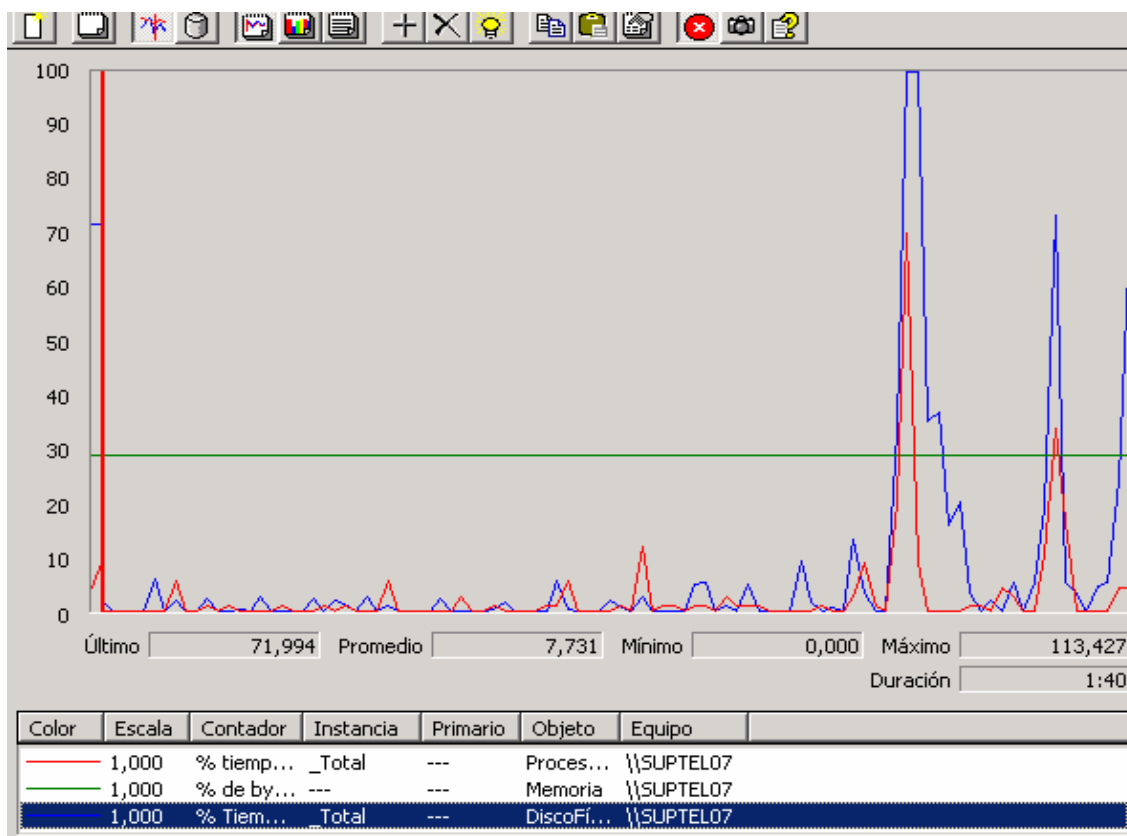 100
90
80
70
60
50
40
30
20
10
0
Último 71,994 Promedio 7,731 Mínimo 0,000 Máximo 113,427
Duración 1:40
Color Escala Contador Instancia Primario Objeto Equipo
1,000 % tiemp... _Total --- Proces... \\SUPTEL07
1,000 % de by... --- --- Memoria \\SUPTEL07
1,000 % Tiem... _Total --- DiscoFí... \\SUPTEL07